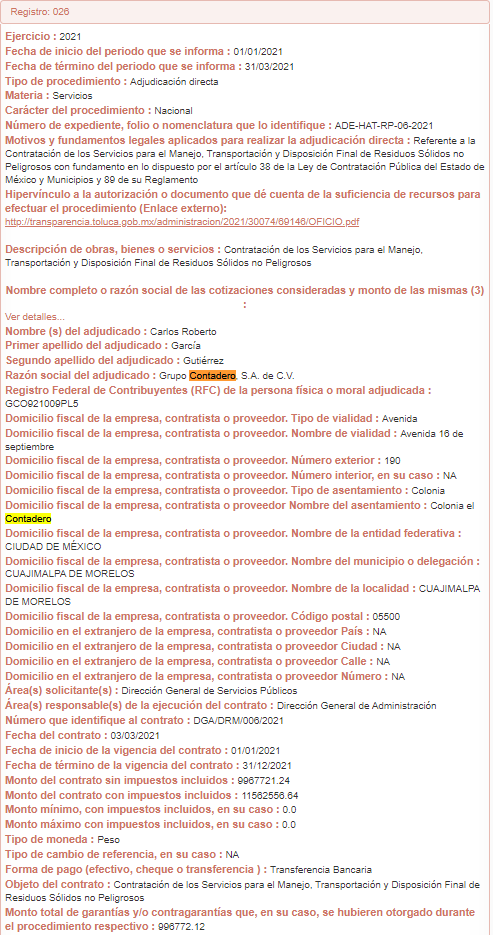 Registro: 026
Ejercicio : 2021
Fecha de inicio del periodo que se informa : 01/01/2021
Fecha de término del periodo que se informa : 31/03/2021
Tipo de procedimiento : Adjudicación directa
Materia : Servicios
Carácter del procedimiento : Nacional
Número de expediente, folio o nomenclatura que lo identifique : ADE-HAT-RP-06-2021
Motivos y fundamentos legales aplicados para realizar la adjudicación directa : Referente a la
Contratación de los Servicios para el Manejo, Transportación y Disposición Final de Residuos Sólidos no
Peligrosos con fundamento en lo dispuesto por el artículo 38 de la Ley de Contratación Pública del Estado de
México y Municipios y 89 de su Reglamento
Hipervínculo a la autorización o documento que dé cuenta de la suficiencia de recursos para
efectuar el procedimiento (Enlace externo):
http://transparencia.toluca.gob.mx/administracion/2021/30074/69146/OFICIO.pdf
Descripción de obras, bienes o servicios : Contratación de los Servicios para el Manejo,
Transportación y Disposición Final de Residuos Sólidos no Peligrosos
Nombre completo o razón social de las cotizaciones consideradas y monto de las mismas (3)
:
Ver detalles...
Nombre (s) del adjudicado : Carlos Roberto
Primer apellido del adjudicado : García
Segundo apellido del adjudicado : Gutiérrez
Razón social del adjudicado : Grupo Contadero, S.A. de C.V.
Registro Federal de Contribuyentes (RFC) de la persona física o moral adjudicada :
GCO921009PL5
Domicilio fiscal de la empresa, contratista o proveedor. Tipo de vialidad : Avenida
Domicilio fiscal de la empresa, contratista o proveedor. Nombre de vialidad : Avenida 16 de
septiembre
Domicilio fiscal de la empresa, contratista o proveedor. Número exterior : 190
Domicilio fiscal de la empresa, contratista o proveedor. Número interior, en su caso : NA
Domicilio fiscal de la empresa, contratista o proveedor. Tipo de asentamiento : Colonia
Domicilio fiscal de la empresa, contratista o proveedor Nombre del asentamiento : Colonia el
Contadero
Domicilio fiscal de la empresa, contratista o proveedor. Nombre de la entidad federativa :
CIUDAD DE MÉXICO
Domicilio fiscal de la empresa, contratista o proveedor. Nombre del municipio o delegación :
CUAJIMALPA DE MORELOS
Domicilio fiscal de la empresa, contratista o proveedor. Nombre de la localidad : CUAJIMALPA
DE MORELOS
Domicilio fiscal de la empresa, contratista o proveedor. Código postal : 05500
Domicilio en el extranjero de la empresa, contratista o proveedor País : NA
Domicilio en el extranjero de la empresa, contratista o proveedor Ciudad : NA
Domicilio en el extranjero de la empresa, contratista o proveedor Calle : NA
Domicilio en el extranjero de la empresa, contratista o proveedor Número : NA
Área(s) solicitante(s) : Dirección General de Servicios Públicos
Área(s) responsable(s) de la ejecución del contrato : Dirección General de Administración
Número que identifique al contrato : DGA/DRM/006/2021
Fecha del contrato : 03/03/2021
Fecha de inicio de la vigencia del contrato : 01/01/2021
Fecha de término de la vigencia del contrato : 31/12/2021
Monto del contrato sin impuestos incluidos : 9967721.24
Monto del contrato con impuestos incluidos : 11562556.64
Monto mínimo, con impuestos incluidos, en su caso : 0.0
Monto máximo con impuestos incluidos, en su caso : 0.0
Tipo de moneda : Peso
Tipo de cambio de referencia, en su caso : NA
Forma de pago (efectivo, cheque o transferencia ) : Transferencia Bancaria
Objeto del contrato : Contratación de los Servicios para el Manejo, Transportación y Disposición Final de
Residuos Sólidos no Peligrosos
Monto total de garantías y/o contragarantías que, en su caso, se hubieren otorgado durante
el procedimiento respectivo : 996772.12